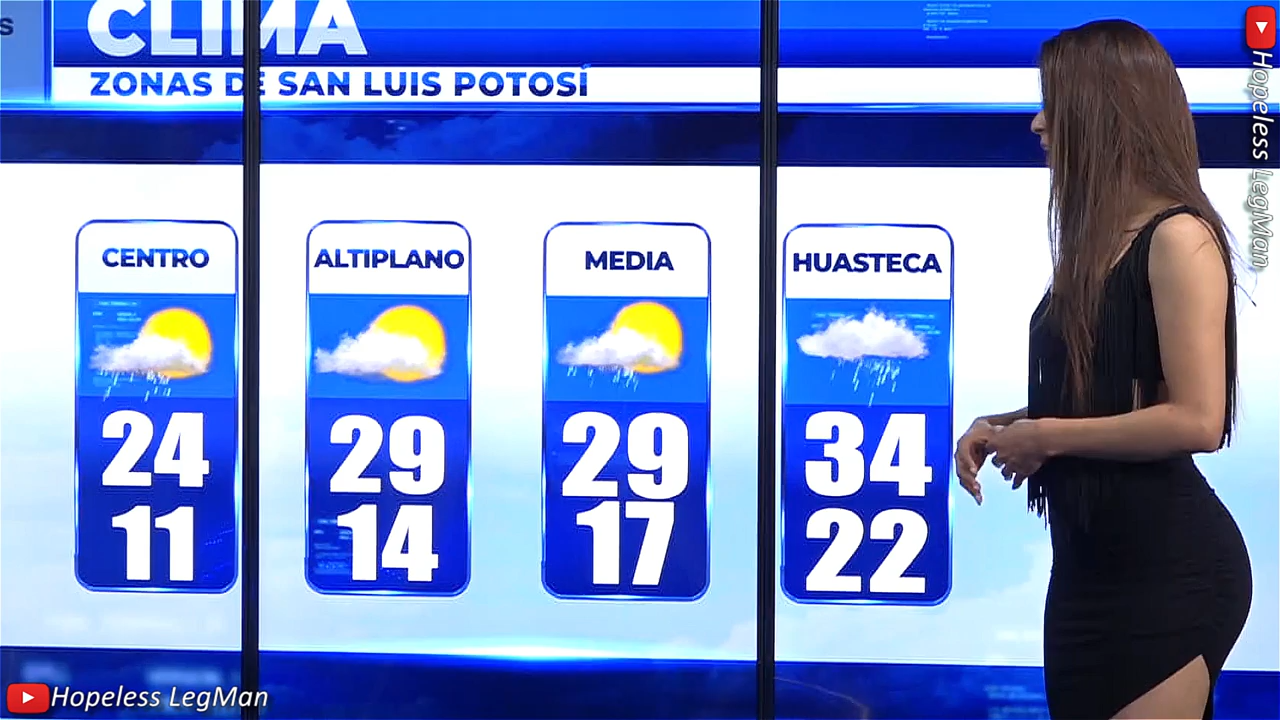 CLIMA
ZONAS DE SAN LUIS POTOSÍ
CENTRO
24
11
ALTIPLANO
29
14
MEDIA
29
17
HUASTECA
34
22
Hopeless LegMan
Hopeless LegMan